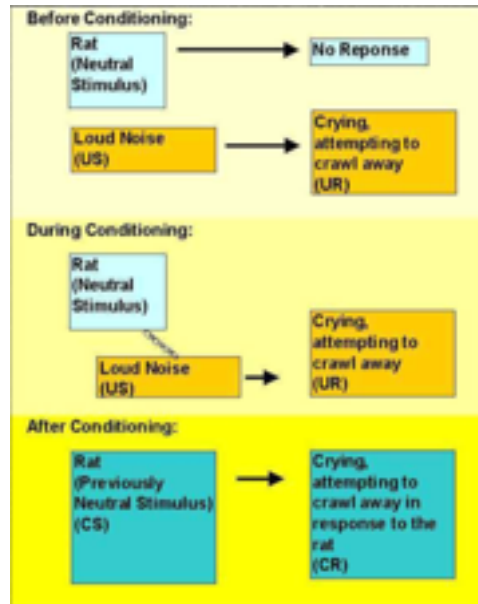 Before Conditioning:
Rat
(Neutral
Stimulus)
No Reponse
Loud Noise
(US)
Crying,
attempting to
crawl away
(UR)
During Conditioning:
Rat
(Neutral
Stimulus)
Loud Noise
(US)
Crying,
attempting to
crawl away
(UR)
After Conditioning:
Rat
(Previously
Neutral Stimulus)
(CS)
Crying,
attempting to
crawl away in
response to the
rat
(CR)